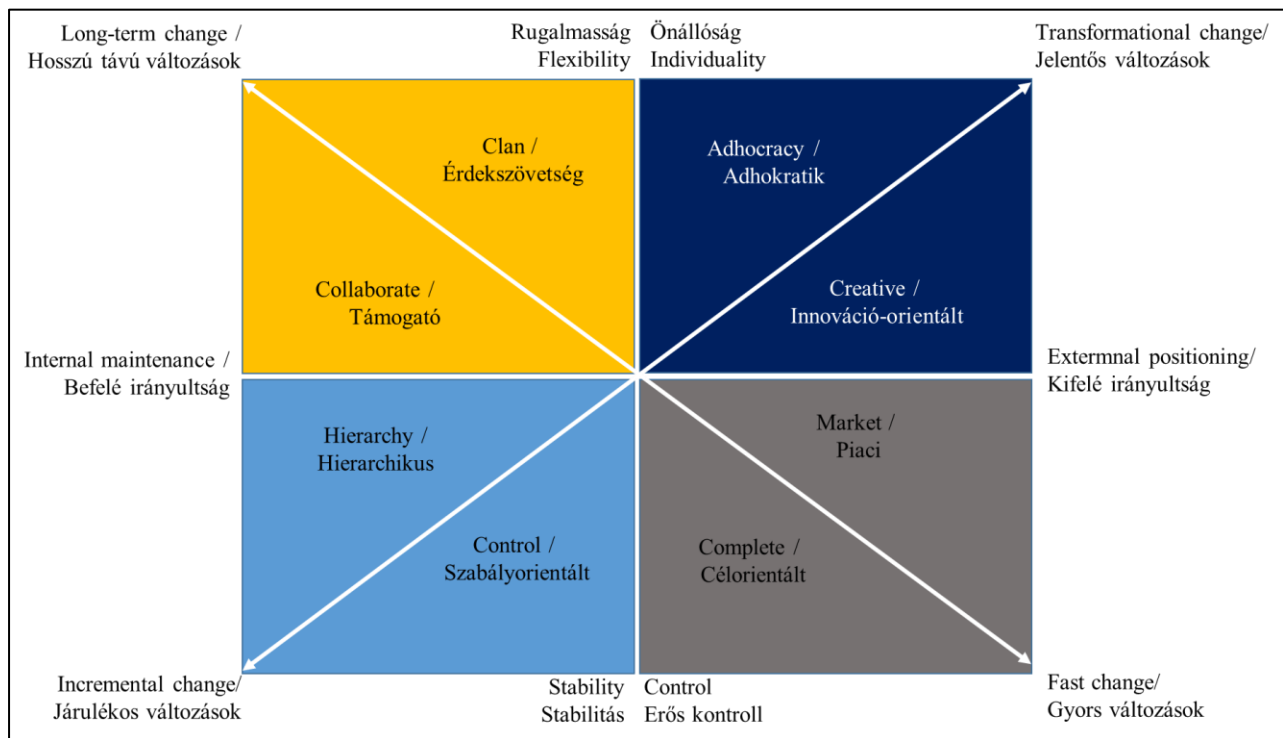 Long-term change /
Hosszú távú változások
Rugalmasság
Flexibility
Önállóság
Individuality
Transformational change/
Jelentős változások
Clan /
Érdekszövetség
Adhocracy /
Adhokratik
Collaborate /
Támogató
Creative /
Innováció-orientált
Internal maintenance /
Befelé irányultság
Extermnal positioning/
Kifelé irányultság
Hierarchy /
Hierarchikus
Market /
Piaci
Control /
Szabályorientált
Complete /
Célorientált
Incremental change/
Járulékos változások
Stability
Stabilitás
Control
Erős kontroll
Fast change/
Gyors változások